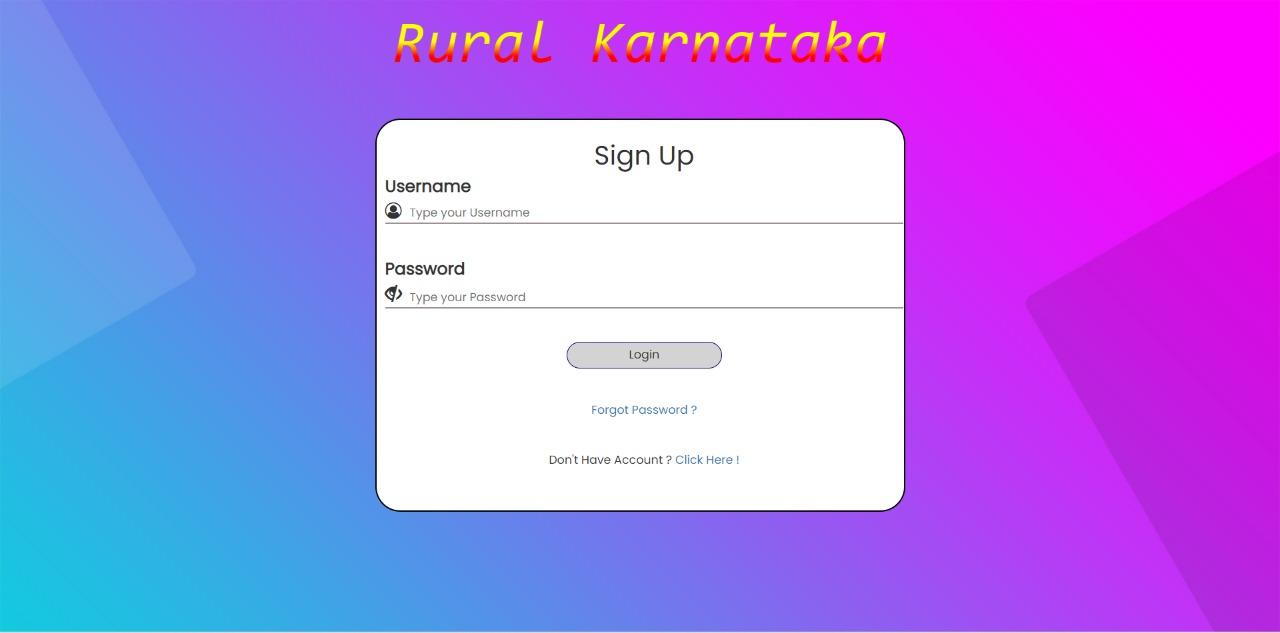 Rural Karnataka
Sign Up
Username
Type your Username
Password
Type your Password
Login
Forgot Password ?
Don't Have Account ? Click Here !